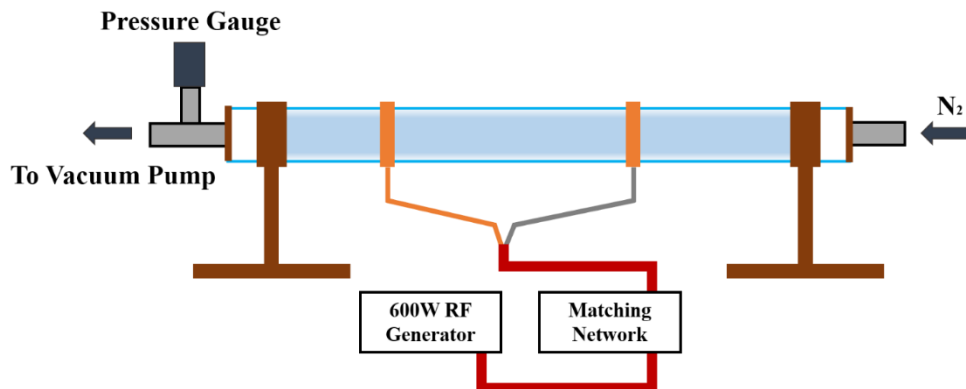 Pressure Gauge
N₂
To Vacuum Pump
600W RF
Generator
Matching
Network